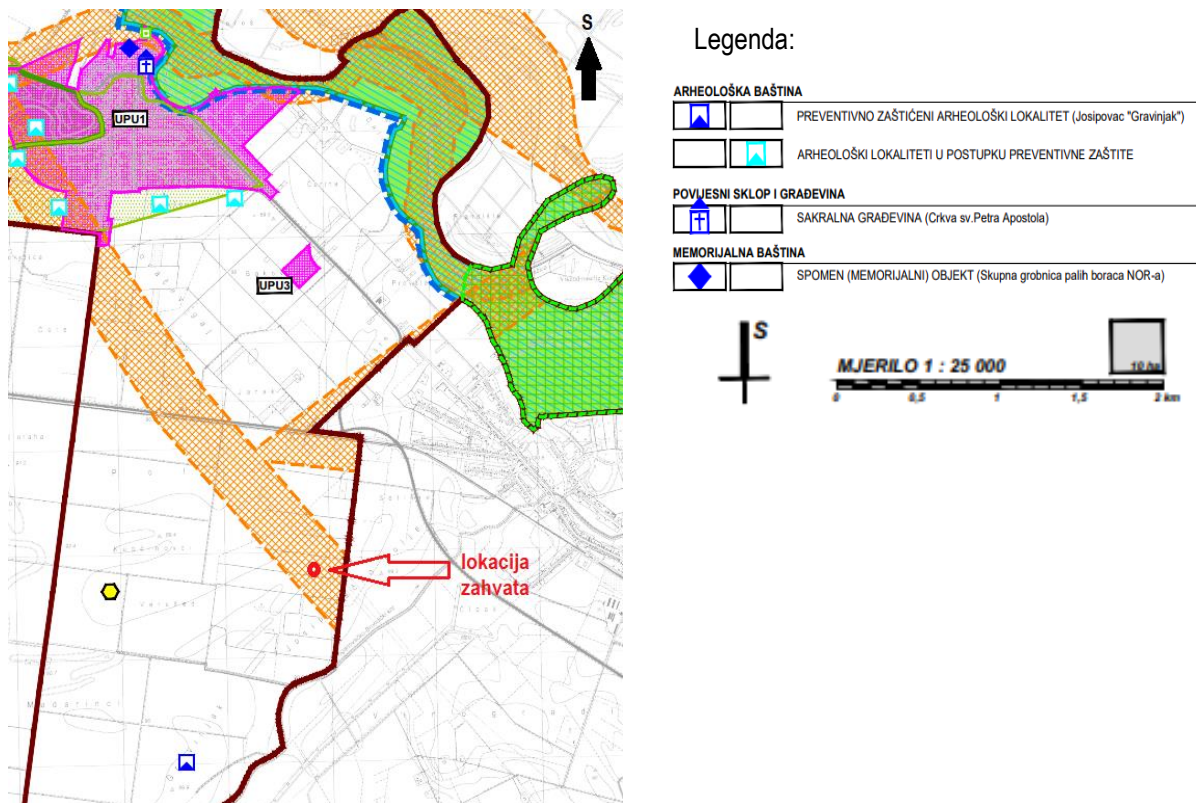 S
UPU1
UPU3
lokacija
zahvata
Legenda:
ARHEOLOŠKA BAŠTINA
PREVENTIVNO ZAŠTIĆENI ARHEOLOŠKI LOKALITET (Josipovac "Gravinjak")
ARHEOLOŠKI LOKALITETI U POSTUPKU PREVENTIVNE ZAŠTITE
POVIJESNI SKLOP I GRAĐEVINA
SAKRALNA GRAĐEVINA (Crkva sv.Petra Apostola)
MEMORIJALNA BAŠTINA
SPOMEN (MEMORIJALNI) OBJEKT (Skupna grobnica palih boraca NOR-a)
S
MJERILO 1 : 25 000
10 ha
0 0,5 1 1,5 2 km